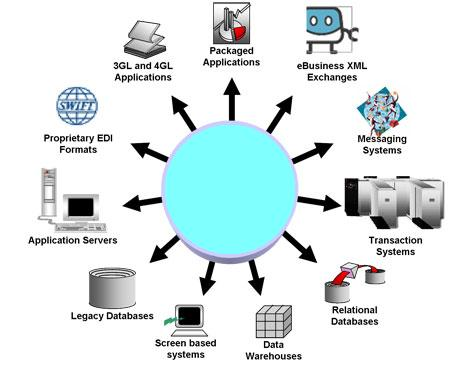 Packaged
Applications
3GL and 4GL
Applications
eBusiness XML
Exchanges
SWIFT
Proprietary EDI
Formats
Messaging
Systems
Application Servers
Transaction
Systems
Legacy Databases
Relational
Databases
Screen based
systems
Data
Warehouses